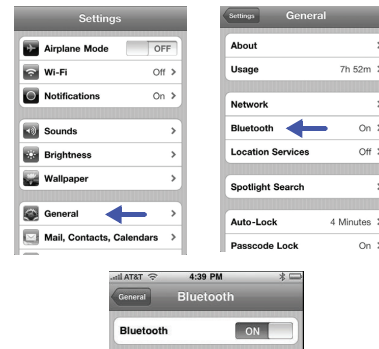 Settings
Airplane Mode OFF
Wi-Fi Off
Notifications On
Sounds
Brightness
Wallpaper
General
Mail, Contacts, Calendars
Settings General
About
Usage 7h 52m
Network
Bluetooth On
Location Services Off
Spotlight Search
Auto-Lock 4 Minutes
Passcode Lock On
AT&T 4:39 PM
General Bluetooth
Bluetooth ON